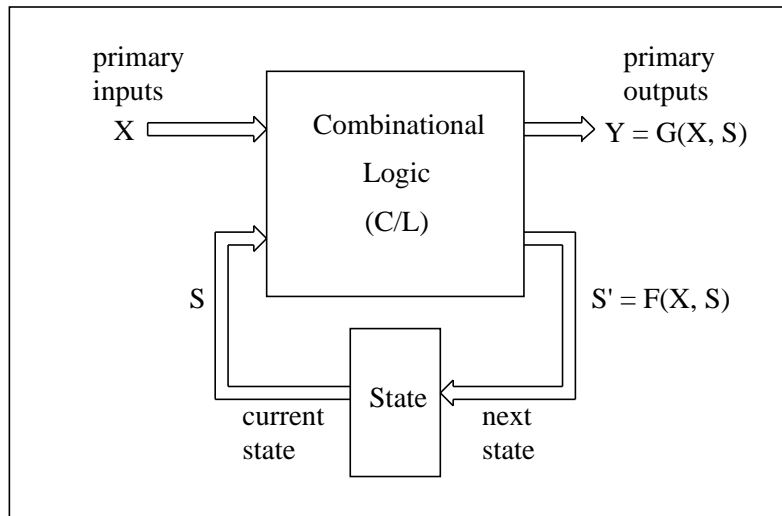 primary
inputs
X
Combinational
Logic
(C/L)
primary
outputs
Y = G(X, S)
S
S' = F(X, S)
State
current
state
next
state